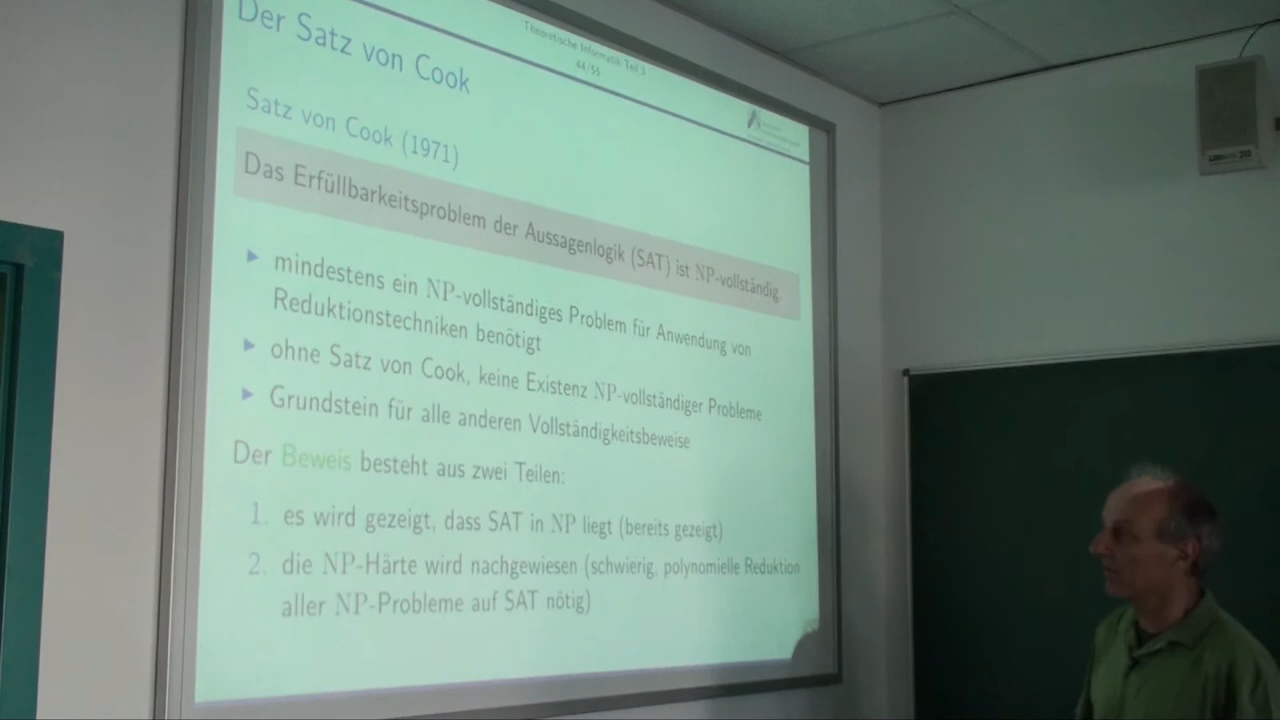 Der Satz von Cook
Theoretische Informatik Teil 3
44/55
Satz von Cook (1971)
Das Erfüllbarkeitsproblem der Aussagenlogik (SAT) ist NP-vollständig.
▶ mindestens ein NP-vollständiges Problem für Anwendung von
Reduktionstechniken benötigt
▶ ohne Satz von Cook, keine Existenz NP-vollständiger Probleme
▶ Grundstein für alle anderen Vollständigkeitsbeweise
Der Beweis besteht aus zwei Teilen:
1. es wird gezeigt, dass SAT in NP liegt (bereits gezeigt)
2. die NP-Härte wird nachgewiesen (schwierig, polynomielle Reduktion
aller NP-Probleme auf SAT nötig)